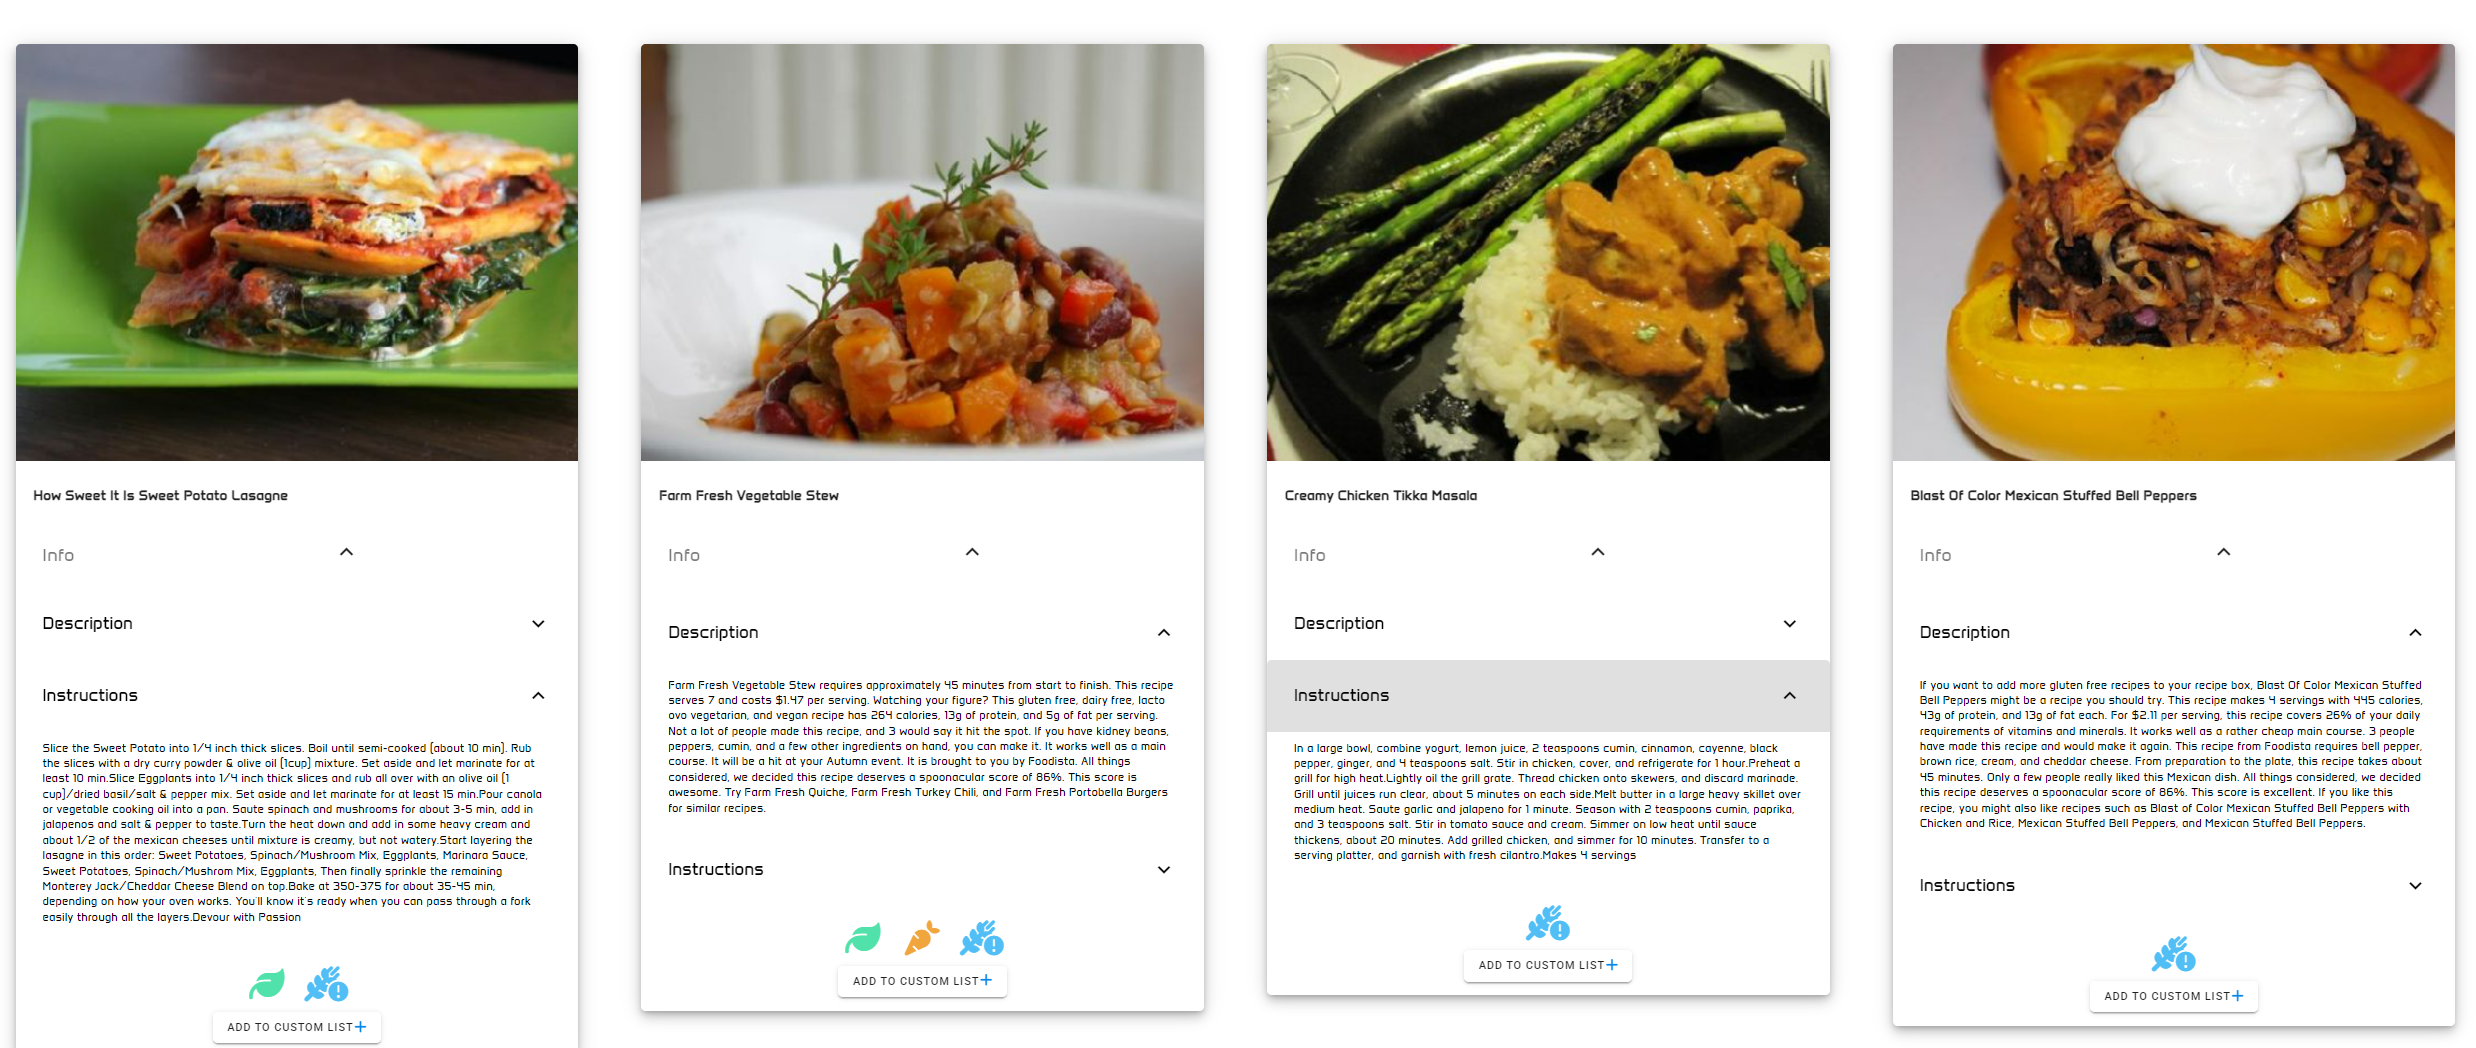 How Sweet It Is Sweet Potato Lasagne
Info
Description
Instructions
Slice the Sweet Potato into 1/4 inch thick slices. Boil until semi-cooked (about 10 min). Rub
the slices with a dry curry powder & olive oil (1cup) mixture. Set aside and let marinate for at
least 10 min.Slice Eggplants into 1/4 inch thick slices and rub all over with an olive oil (1
cup)/dried basil/salt & pepper mix. Set aside and let marinate for at least 15 min.Pour canola
or vegetable cooking oil into a pan. Saute spinach and mushrooms for about 3-5 min, add in
jalapenos and salt & pepper to taste.Turn the heat down and add in some heavy cream and
about 1/2 of the mexican cheeses until mixture is creamy, but not watery.Start layering the
lasagne in this order: Sweet Potatoes, Spinach/Mushroom Mix, Eggplants, Marinara Sauce,
Sweet Potatoes, Spinach/Mushrom Mix, Eggplants, Then finally sprinkle the remaining
Monterey Jack/Cheddar Cheese Blend on top.Bake at 350-375 for about 35-45 min,
depending on how your oven works. You'll know it's ready when you can pass through a fork
easily through all the layers.Devour with Passion
ADD TO CUSTOM LIST+
Farm Fresh Vegetable Stew
Info
Description
Farm Fresh Vegetable Stew requires approximately 45 minutes from start to finish. This recipe
serves 7 and costs $1.47 per serving. Watching your figure? This gluten free, dairy free, lacto
ovo vegetarian, and vegan recipe has 264 calories, 13g of protein, and 5g of fat per serving.
Not a lot of people made this recipe, and 3 would say it hit the spot. If you have kidney beans,
peppers, cumin, and a few other ingredients on hand, you can make it. It works well as a main
course. It will be a hit at your Autumn event. It is brought to you by Foodista. All things
considered, we decided this recipe deserves a spoonacular score of 86%. This score is
awesome. Try Farm Fresh Quiche, Farm Fresh Turkey Chili, and Farm Fresh Portobella Burgers
for similar recipes.
Instructions
ADD TO CUSTOM LIST+
Creamy Chicken Tikka Masala
Info
Description
Instructions
In a large bowl, combine yogurt, lemon juice, 2 teaspoons cumin, cinnamon, cayenne, black
pepper, ginger, and 4 teaspoons salt. Stir in chicken, cover, and refrigerate for 1 hour.Preheat a
grill for high heat.Lightly oil the grill grate. Thread chicken onto skewers, and discard marinade.
Grill until juices run clear, about 5 minutes on each side.Melt butter in a large heavy skillet over
medium heat. Saute garlic and jalapeno for 1 minute. Season with 2 teaspoons cumin, paprika,
and 3 teaspoons salt. Stir in tomato sauce and cream. Simmer on low heat until sauce
thickens, about 20 minutes. Add grilled chicken, and simmer for 10 minutes. Transfer to a
serving platter, and garnish with fresh cilantro.Makes 4 servings
ADD TO CUSTOM LIST+
Blast Of Color Mexican Stuffed Bell Peppers
Info
Description
If you want to add more gluten free recipes to your recipe box, Blast Of Color Mexican Stuffed
Bell Peppers might be a recipe you should try. This recipe makes 4 servings with 445 calories,
43g of protein, and 13g of fat each. For $2.11 per serving, this recipe covers 26% of your daily
requirements of vitamins and minerals. It works well as a rather cheap main course. 3 people
have made this recipe and would make it again. This recipe from Foodista requires bell pepper,
brown rice, cream, and cheddar cheese. From preparation to the plate, this recipe takes about
45 minutes. Only a few people really liked this Mexican dish. All things considered, we decided
this recipe deserves a spoonacular score of 86%. This score is excellent. If you like this
recipe, you might also like recipes such as Blast of Color Mexican Stuffed Bell Peppers with
Chicken and Rice, Mexican Stuffed Bell Peppers, and Mexican Stuffed Bell Peppers.
Instructions
ADD TO CUSTOM LIST+